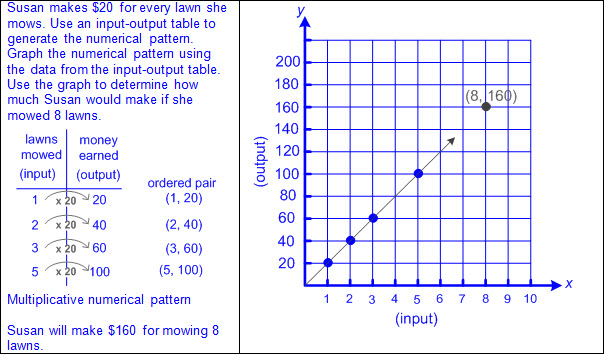 Susan makes $20 for every lawn she
mows. Use an input-output table to
generate the numerical pattern.
Graph the numerical pattern using
the data from the input-output table.
Use the graph to determine how
much Susan would make if she
mowed 8 lawns.
lawns mowed (input) money earned (output) ordered pair
1 x 20 20 (1, 20)
2 x 20 40 (2, 40)
3 x 20 60 (3, 60)
5 x 20 100 (5, 100)
Multiplicative numerical pattern
Susan will make $160 for mowing 8
lawns.
y
200
180
160
140
120
100
80
60
40
20
(output)
(8, 160)
1 2 3 4 5 6 7 8 9 10
x
(input)